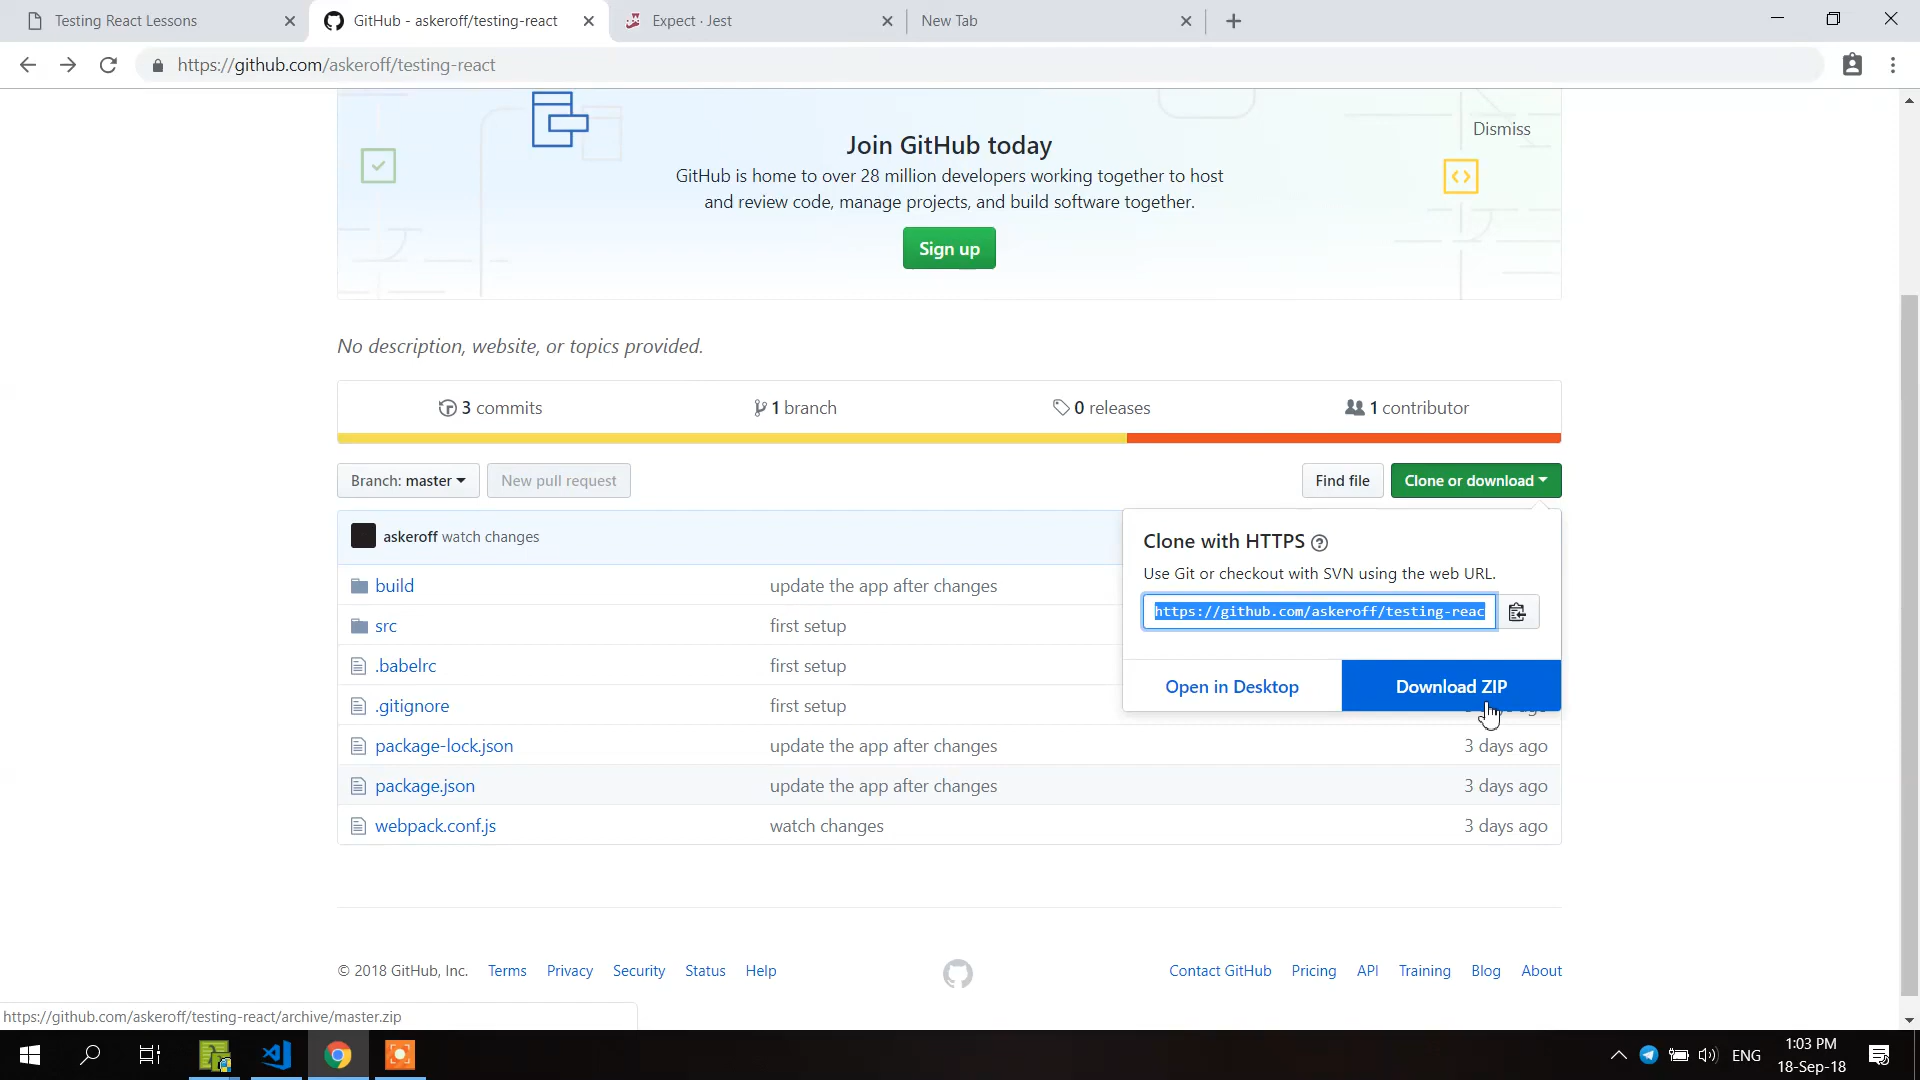 Testing React Lessons
GitHub - askeroff/testing-react
Expect · Jest
New Tab
https://github.com/askeroff/testing-react
Join GitHub today
Dismiss
GitHub is home to over 28 million developers working together to host
and review code, manage projects, and build software together.
Sign up
No description, website, or topics provided.
3 commits
1 branch
0 releases
1 contributor
Branch: master
New pull request
Find file
Clone or download
askeroff watch changes
Clone with HTTPS
Use Git or checkout with SVN using the web URL.
https://github.com/askeroff/testing-reac
Open in Desktop
Download ZIP
build
update the app after changes
src
first setup
.babelrc
first setup
.gitignore
first setup
package-lock.json
update the app after changes
3 days ago
package.json
update the app after changes
3 days ago
webpack.conf.js
watch changes
3 days ago
© 2018 GitHub, Inc.
Terms
Privacy
Security
Status
Help
Contact GitHub
Pricing
API
Training
Blog
About
https://github.com/askeroff/testing-react/archive/master.zip
ENG
1:03 PM
18-Sep-18